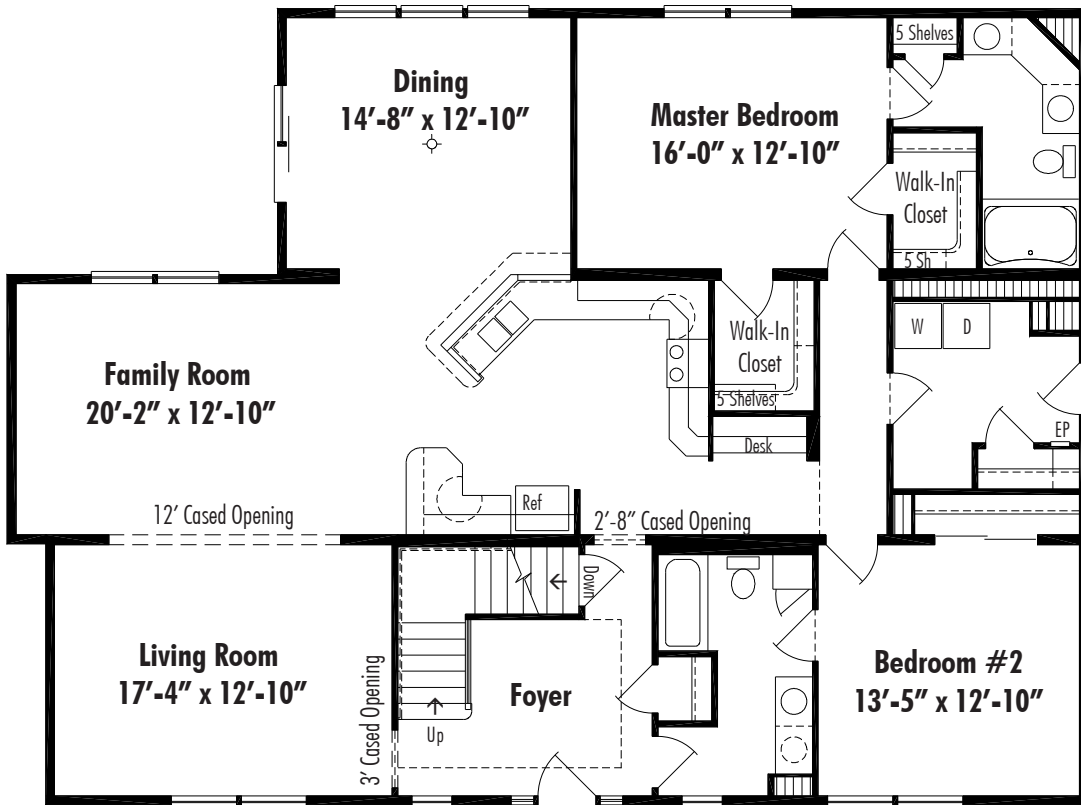 Dining
14’-8” x 12’-10”
Master Bedroom
16’-0” x 12’-10”
5 Shelves
Walk-In
Closet
5 Sh
Family Room
20’-2” x 12’-10”
Walk-In
Closet
5 Shelves
Desk
W
D
EP
Ref
12’ Cased Opening
2’-8” Cased Opening
Down
Living Room
17’-4” x 12’-10”
3’ Cased Opening
Up
Foyer
Bedroom #2
13’-5” x 12’-10”